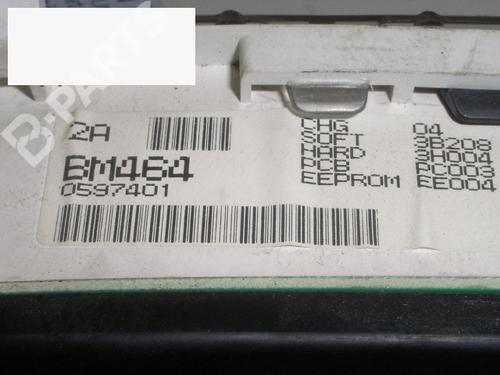 B-PARTS
2A
BM464
0597401
CHG 04
SOFT 3B208
HARD 3H004
PCB PC003
EEPROM EE004